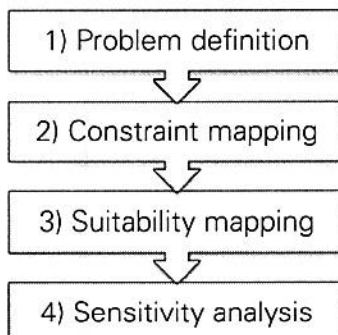 1) Problem definition
2) Constraint mapping
3) Suitability mapping
4) Sensitivity analysis